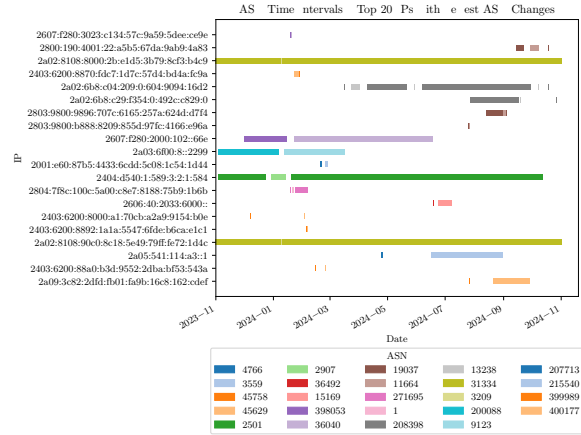 AS Time ntervals Top 20 Ps ith e est AS Changes
IP
2607:f280:3023:c134:57c:9a59:5dee:ce9e
2800:190:4001:22:a5b5:67da:9ab9:4a83
2a02:8108:8000:2b:e1d5:3b79:8cf3:b4c9
2403:6200:8870:fdc7:1d7c:57d4:bd4a:fc9a
2a02:6b8:c04:209:0:604:9094:16d2
2a02:6b8:c29:f354:0:492c:c829:0
2803:9800:9896:707c:6165:257a:624d:d7f4
2803:9800:b888:8209:855d:97fc:4166:e96a
2607:f280:2000:102::66e
2a03:6f00:8::2299
2001:e60:87b5:4433:6cdd:5c08:1c54:1d44
2404:d540:1:589:3:2:1:584
2804:7f8c:100c:5a00:c8e7:8188:75b9:1b6b
2606:40:2033:6000::
2403:6200:8000:a1:70cb:a2a9:9154:b0e
2403:6200:8892:1a1a:5547:6fde:b6ca:e1c1
2a02:8108:90c0:8c18:5e49:79ff:fe72:1d4c
2a05:541:114:a3::1
2403:6200:88a0:b3d:9552:2dba:bf53:543a
2a09:3c82:2dfd:fb01:fa9b:16c8:162:cdef
2023−11 2024−01 2024−03 2024−05 2024−07 2024−09 2024−11
Date
ASN
4766 2907 19037 13238 207713
3559 36492 11664 31334 215540
45758 15169 271695 3209 399989
45629 398053 1 200088 400177
2501 36040 208398 9123